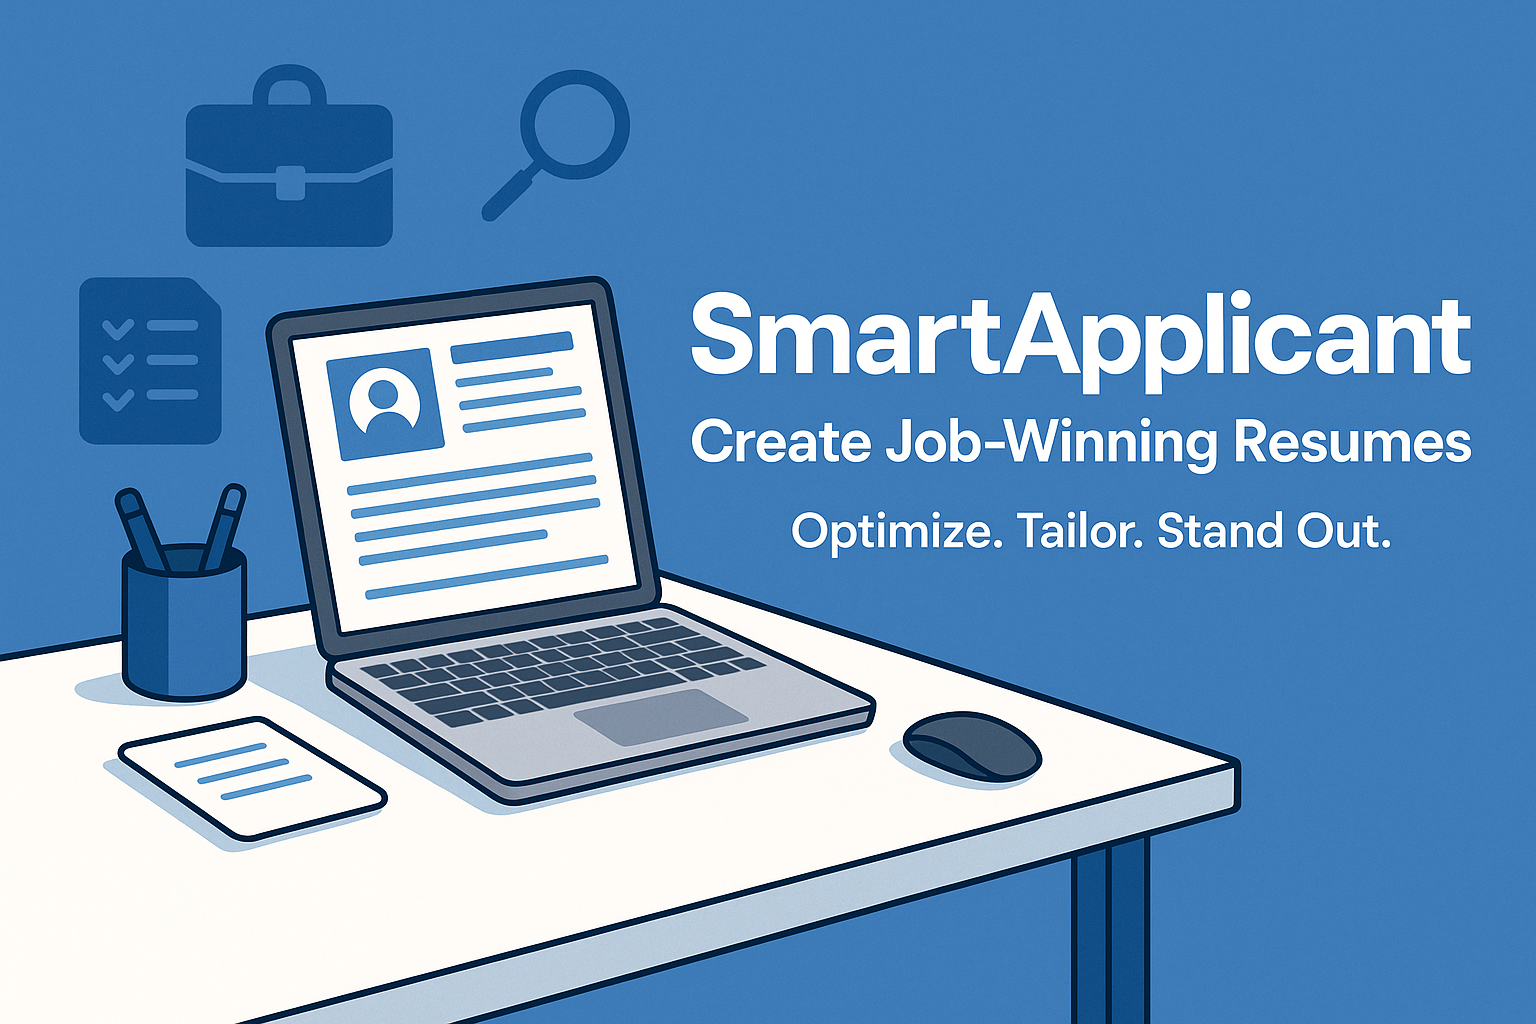 SmartApplicant
Create Job-Winning Resumes
Optimize. Tailor. Stand Out.